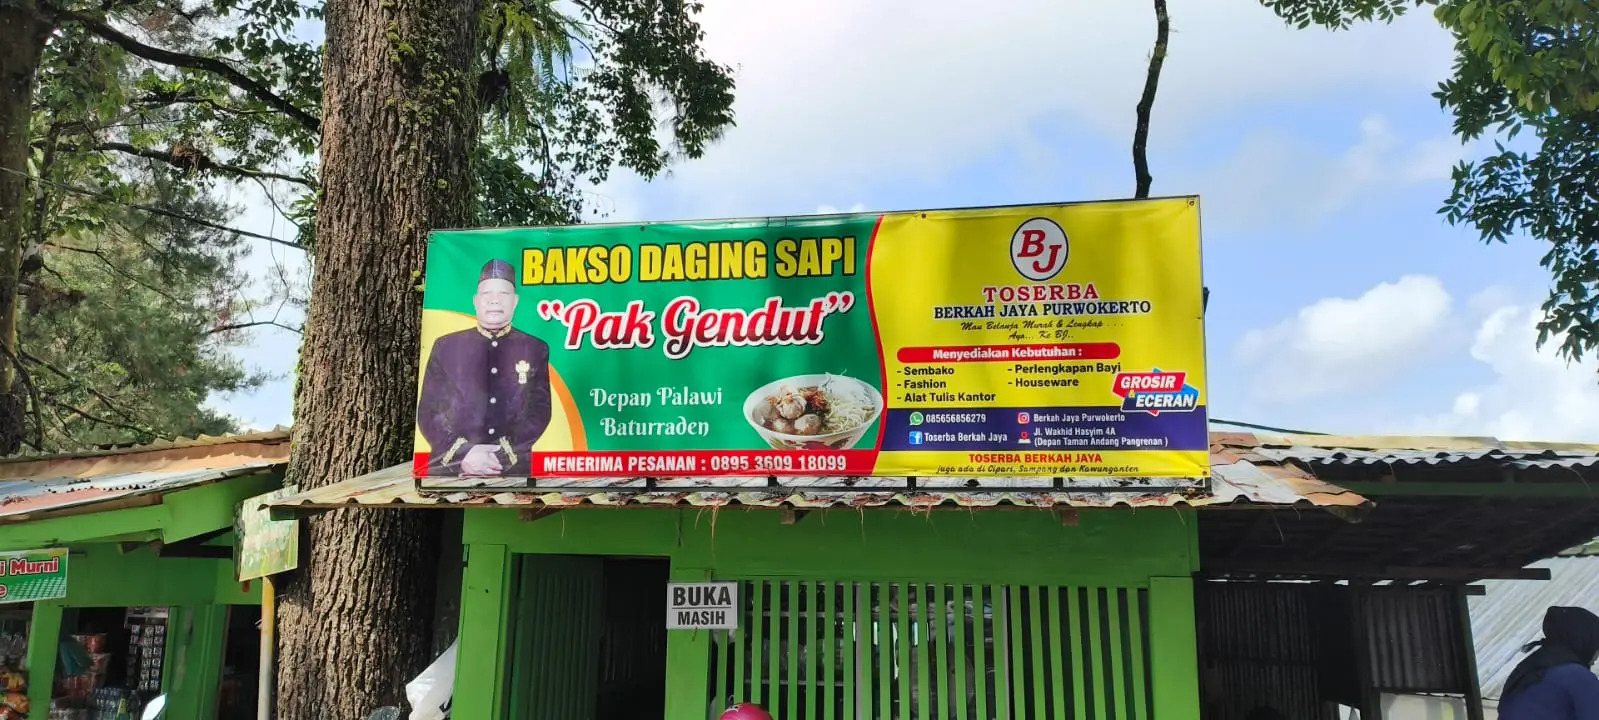 BAKSO DAGING SAPI
"Pak Gendut"
Depan Palawi
Baturraden
MENERIMA PESANAN : 0895 3609 18099
BJ
TOSERBA
BERKAH JAYA PURWOKERTO
Mau Belanja Murah & Lengkap . . .
Ayo... Ke BJ..
Menyediakan Kebutuhan :
- Sembako
- Fashion
- Alat Tulis Kantor
- Perlengkapan Bayi
- Houseware
GROSIR
& ECERAN
085656856279
Berkah Jaya Purwokerto
Toserba Berkah Jaya
Jl. Wakhid Hasyim 4A
(Depan Taman Andang Pangrenan )
TOSERBA BERKAH JAYA
juga ada di Cipari, Sampang dan Kawunganten
BUKA
MASIH
i Murni
e